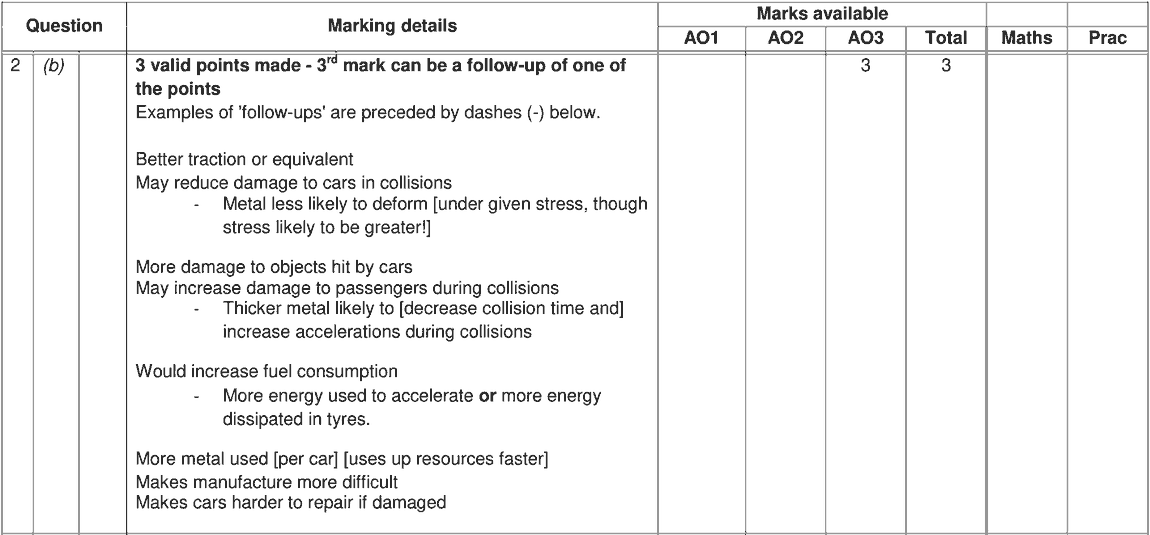 Question Marking details Marks available
AO1 AO2 AO3 Total Maths Prac
2 (b) 3 valid points made - 3rd mark can be a follow-up of one of 3 3
the points
Examples of 'follow-ups' are preceded by dashes (-) below.
Better traction or equivalent
May reduce damage to cars in collisions
- Metal less likely to deform [under given stress, though
stress likely to be greater!]
More damage to objects hit by cars
May increase damage to passengers during collisions
- Thicker metal likely to [decrease collision time and]
increase accelerations during collisions
Would increase fuel consumption
- More energy used to accelerate or more energy
dissipated in tyres.
More metal used [per car] [uses up resources faster]
Makes manufacture more difficult
Makes cars harder to repair if damaged